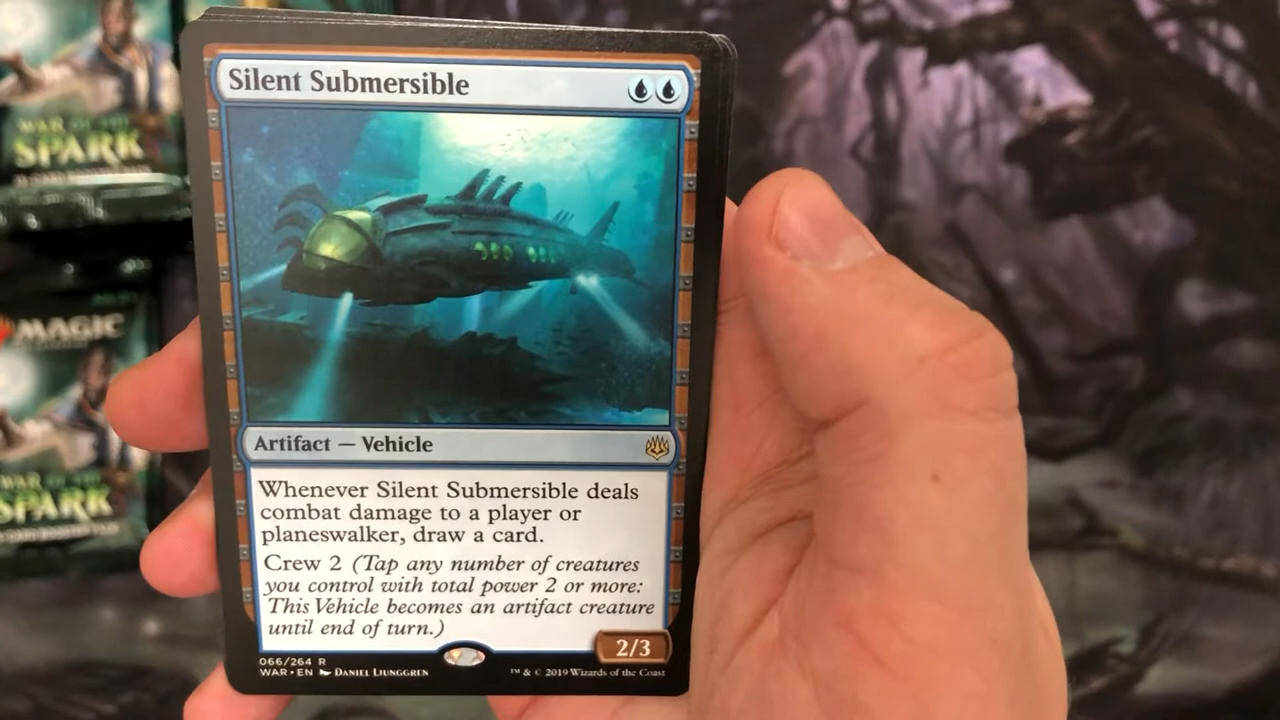 Silent Submersible
Artifact — Vehicle
Whenever Silent Submersible deals
combat damage to a player or
planeswalker, draw a card.
Crew 2 (Tap any number of creatures
you control with total power 2 or more:
This Vehicle becomes an artifact creature
until end of turn.)
2/3
066/264 R
WAR • EN DANIEL LJUNGGREN
™ & © 2019 Wizards of the Coast
WAR OF THE
SPARK
MAGIC
WAR OF THE
SPARK